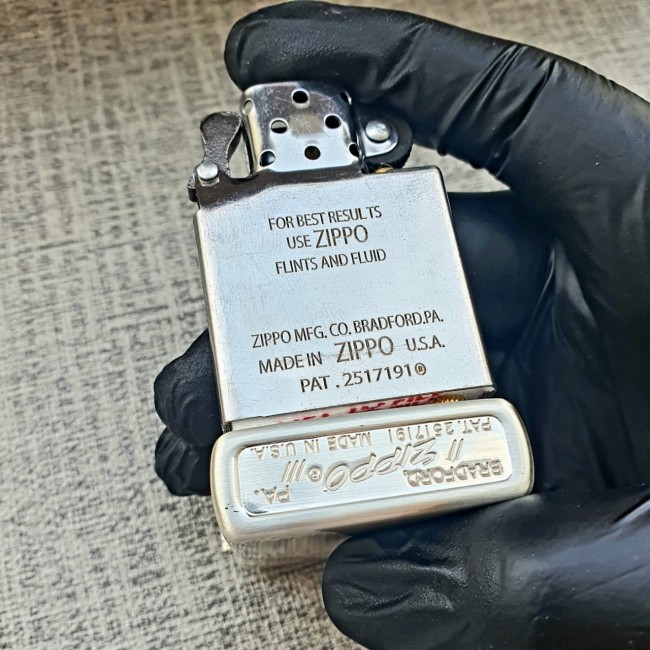 FOR BEST RESULTS
USE ZIPPO
FLINTS AND FLUID
ZIPPO MFG. CO. BRADFORD.PA.
MADE IN ZIPPO U.S.A.
PAT . 2517191®
BRADFORD, PA.
ZIPPO®
PAT. 2517191 MADE IN U.S.A.